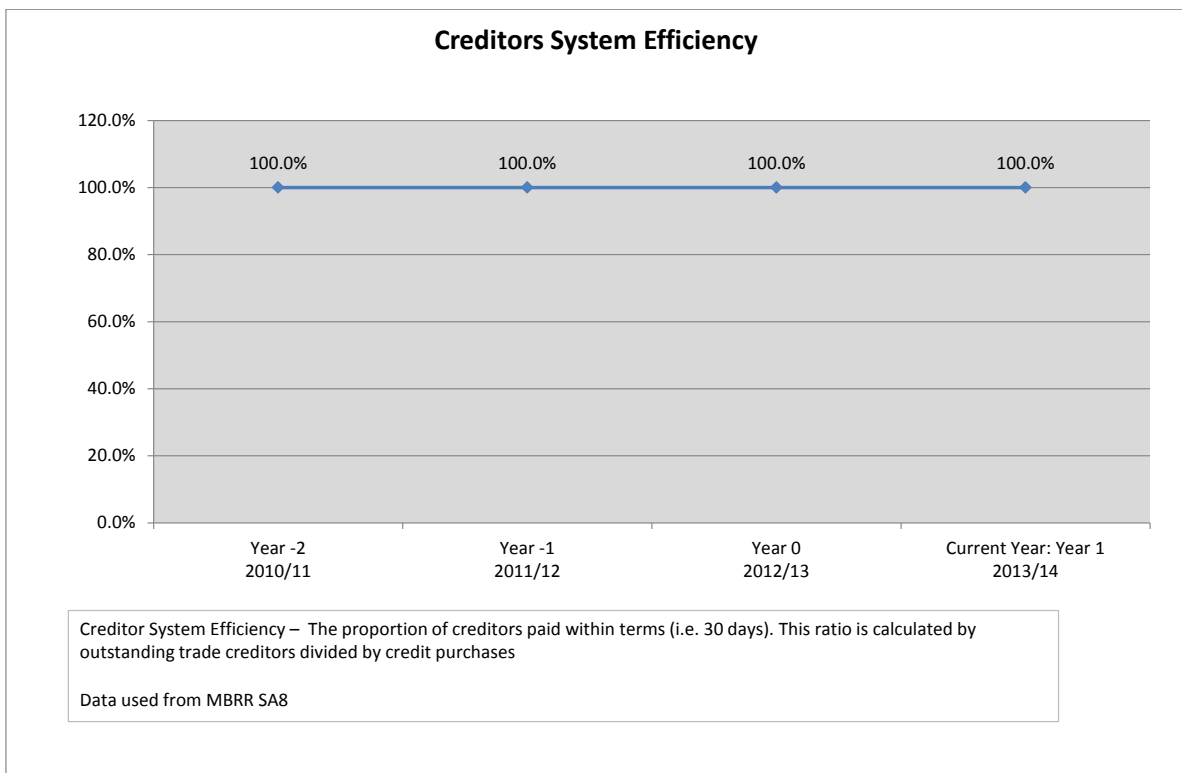 Creditors System Efficiency
120.0%
100.0%
80.0%
60.0%
40.0%
20.0%
0.0%
100.0%
100.0%
100.0%
100.0%
Year -2
2010/11
Year -1
2011/12
Year 0
2012/13
Current Year: Year 1
2013/14
Creditor System Efficiency –  The proportion of creditors paid within terms (i.e. 30 days). This ratio is calculated by
outstanding trade creditors divided by credit purchases
Data used from MBRR SA8